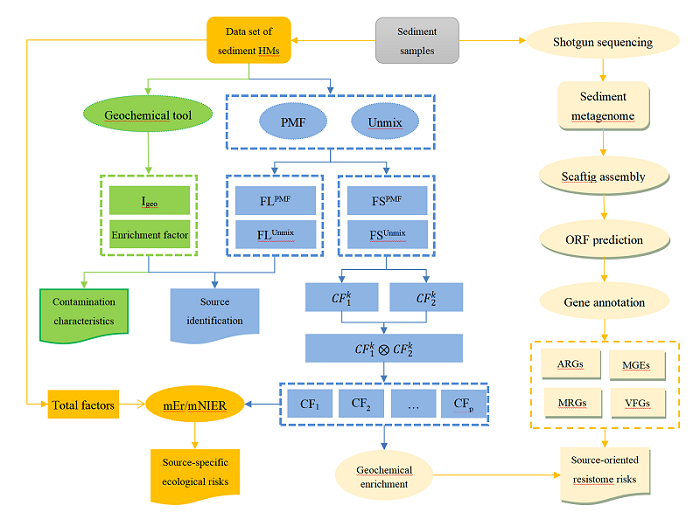 Data set of
sediment HMs
Sediment
samples
Shotgun sequencing
Geochemical tool
PMF
Unmix
Sediment
metagenome
Scaftig assembly
I_geo
Enrichment factor
FL^PMF
FL^Unmix
FS^PMF
FS^Unmix
ORF prediction
Contamination
characteristics
Source
identification
CF_1^k
CF_2^k
Gene annotation
CF_1^k ⊗ CF_2^k
ARGs
MGEs
MRGs
VFGs
Total factors
mEr/mNIER
CF_1
CF_2
…
CF_p
Source-specific
ecological risks
Geochemical
enrichment
Source-oriented
resistome risks